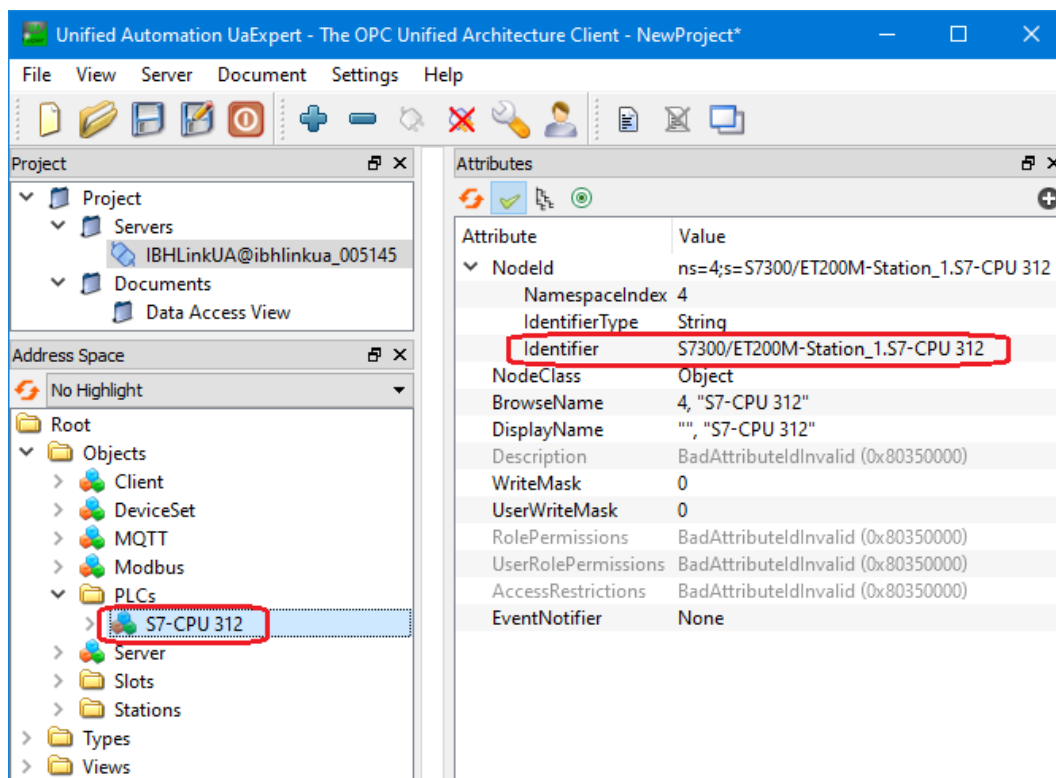 Unified Automation UaExpert - The OPC Unified Architecture Client - NewProject*
File View Server Document Settings Help
Project
Project
Servers
IBHLinkUA@ibhlinkua_005145
Documents
Data Access View
Address Space
No Highlight
Root
Objects
Client
DeviceSet
MQTT
Modbus
PLCs
S7-CPU 312
Server
Slots
Stations
Types
Views
Attributes
Attribute Value
NodeId ns=4;s=S7300/ET200M-Station_1.S7-CPU 312
NamespaceIndex 4
IdentifierType String
Identifier S7300/ET200M-Station_1.S7-CPU 312
NodeClass Object
BrowseName 4, "S7-CPU 312"
DisplayName "", "S7-CPU 312"
Description BadAttributeIdInvalid (0x80350000)
WriteMask 0
UserWriteMask 0
RolePermissions BadAttributeIdInvalid (0x80350000)
UserRolePermissions BadAttributeIdInvalid (0x80350000)
AccessRestrictions BadAttributeIdInvalid (0x80350000)
EventNotifier None